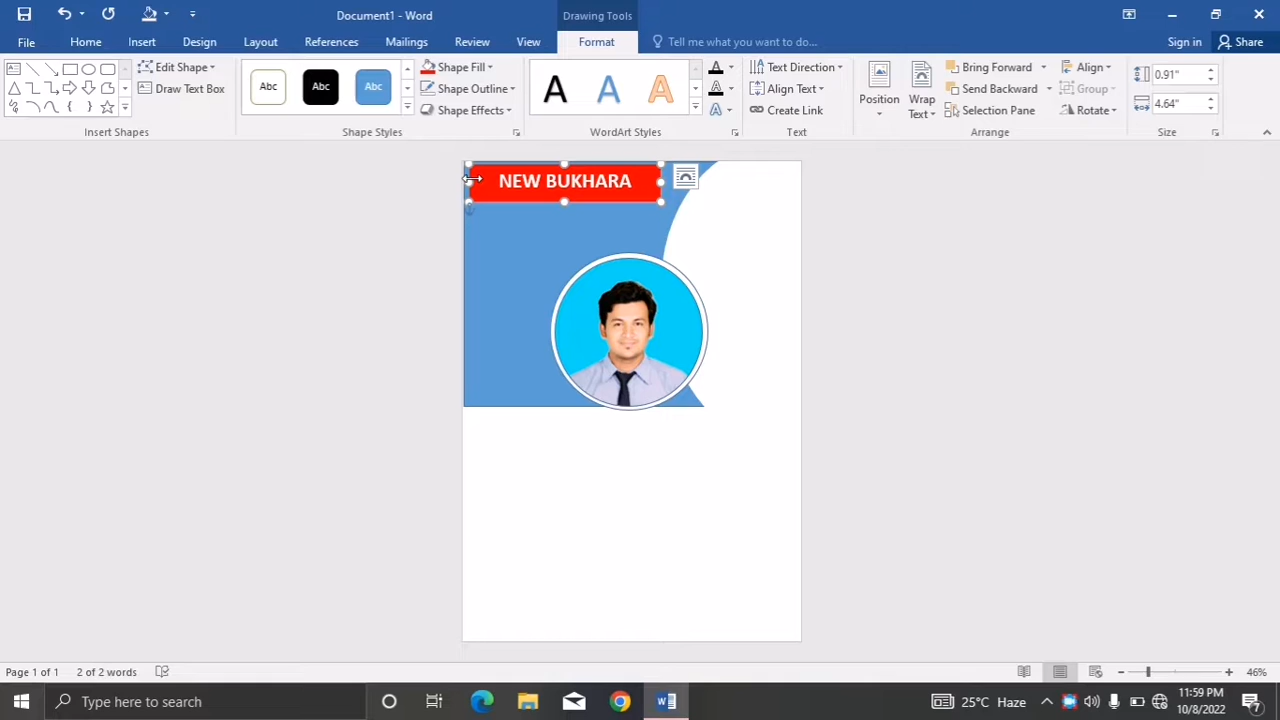 Document1 - Word
Drawing Tools
File
Home
Insert
Design
Layout
References
Mailings
Review
View
Format
Tell me what you want to do...
Sign in
Share
Edit Shape
Draw Text Box
Insert Shapes
Abc
Abc
Abc
Shape Fill
Shape Outline
Shape Effects
Shape Styles
A
A
A
WordArt Styles
Text Direction
Align Text
Create Link
Text
Position
Wrap
Text
Bring Forward
Send Backward
Selection Pane
Align
Group
Rotate
Arrange
0.91"
4.64"
Size
NEW BUKHARA
Page 1 of 1
2 of 2 words
46%
Type here to search
25°C Haze
11:59 PM
10/8/2022
7